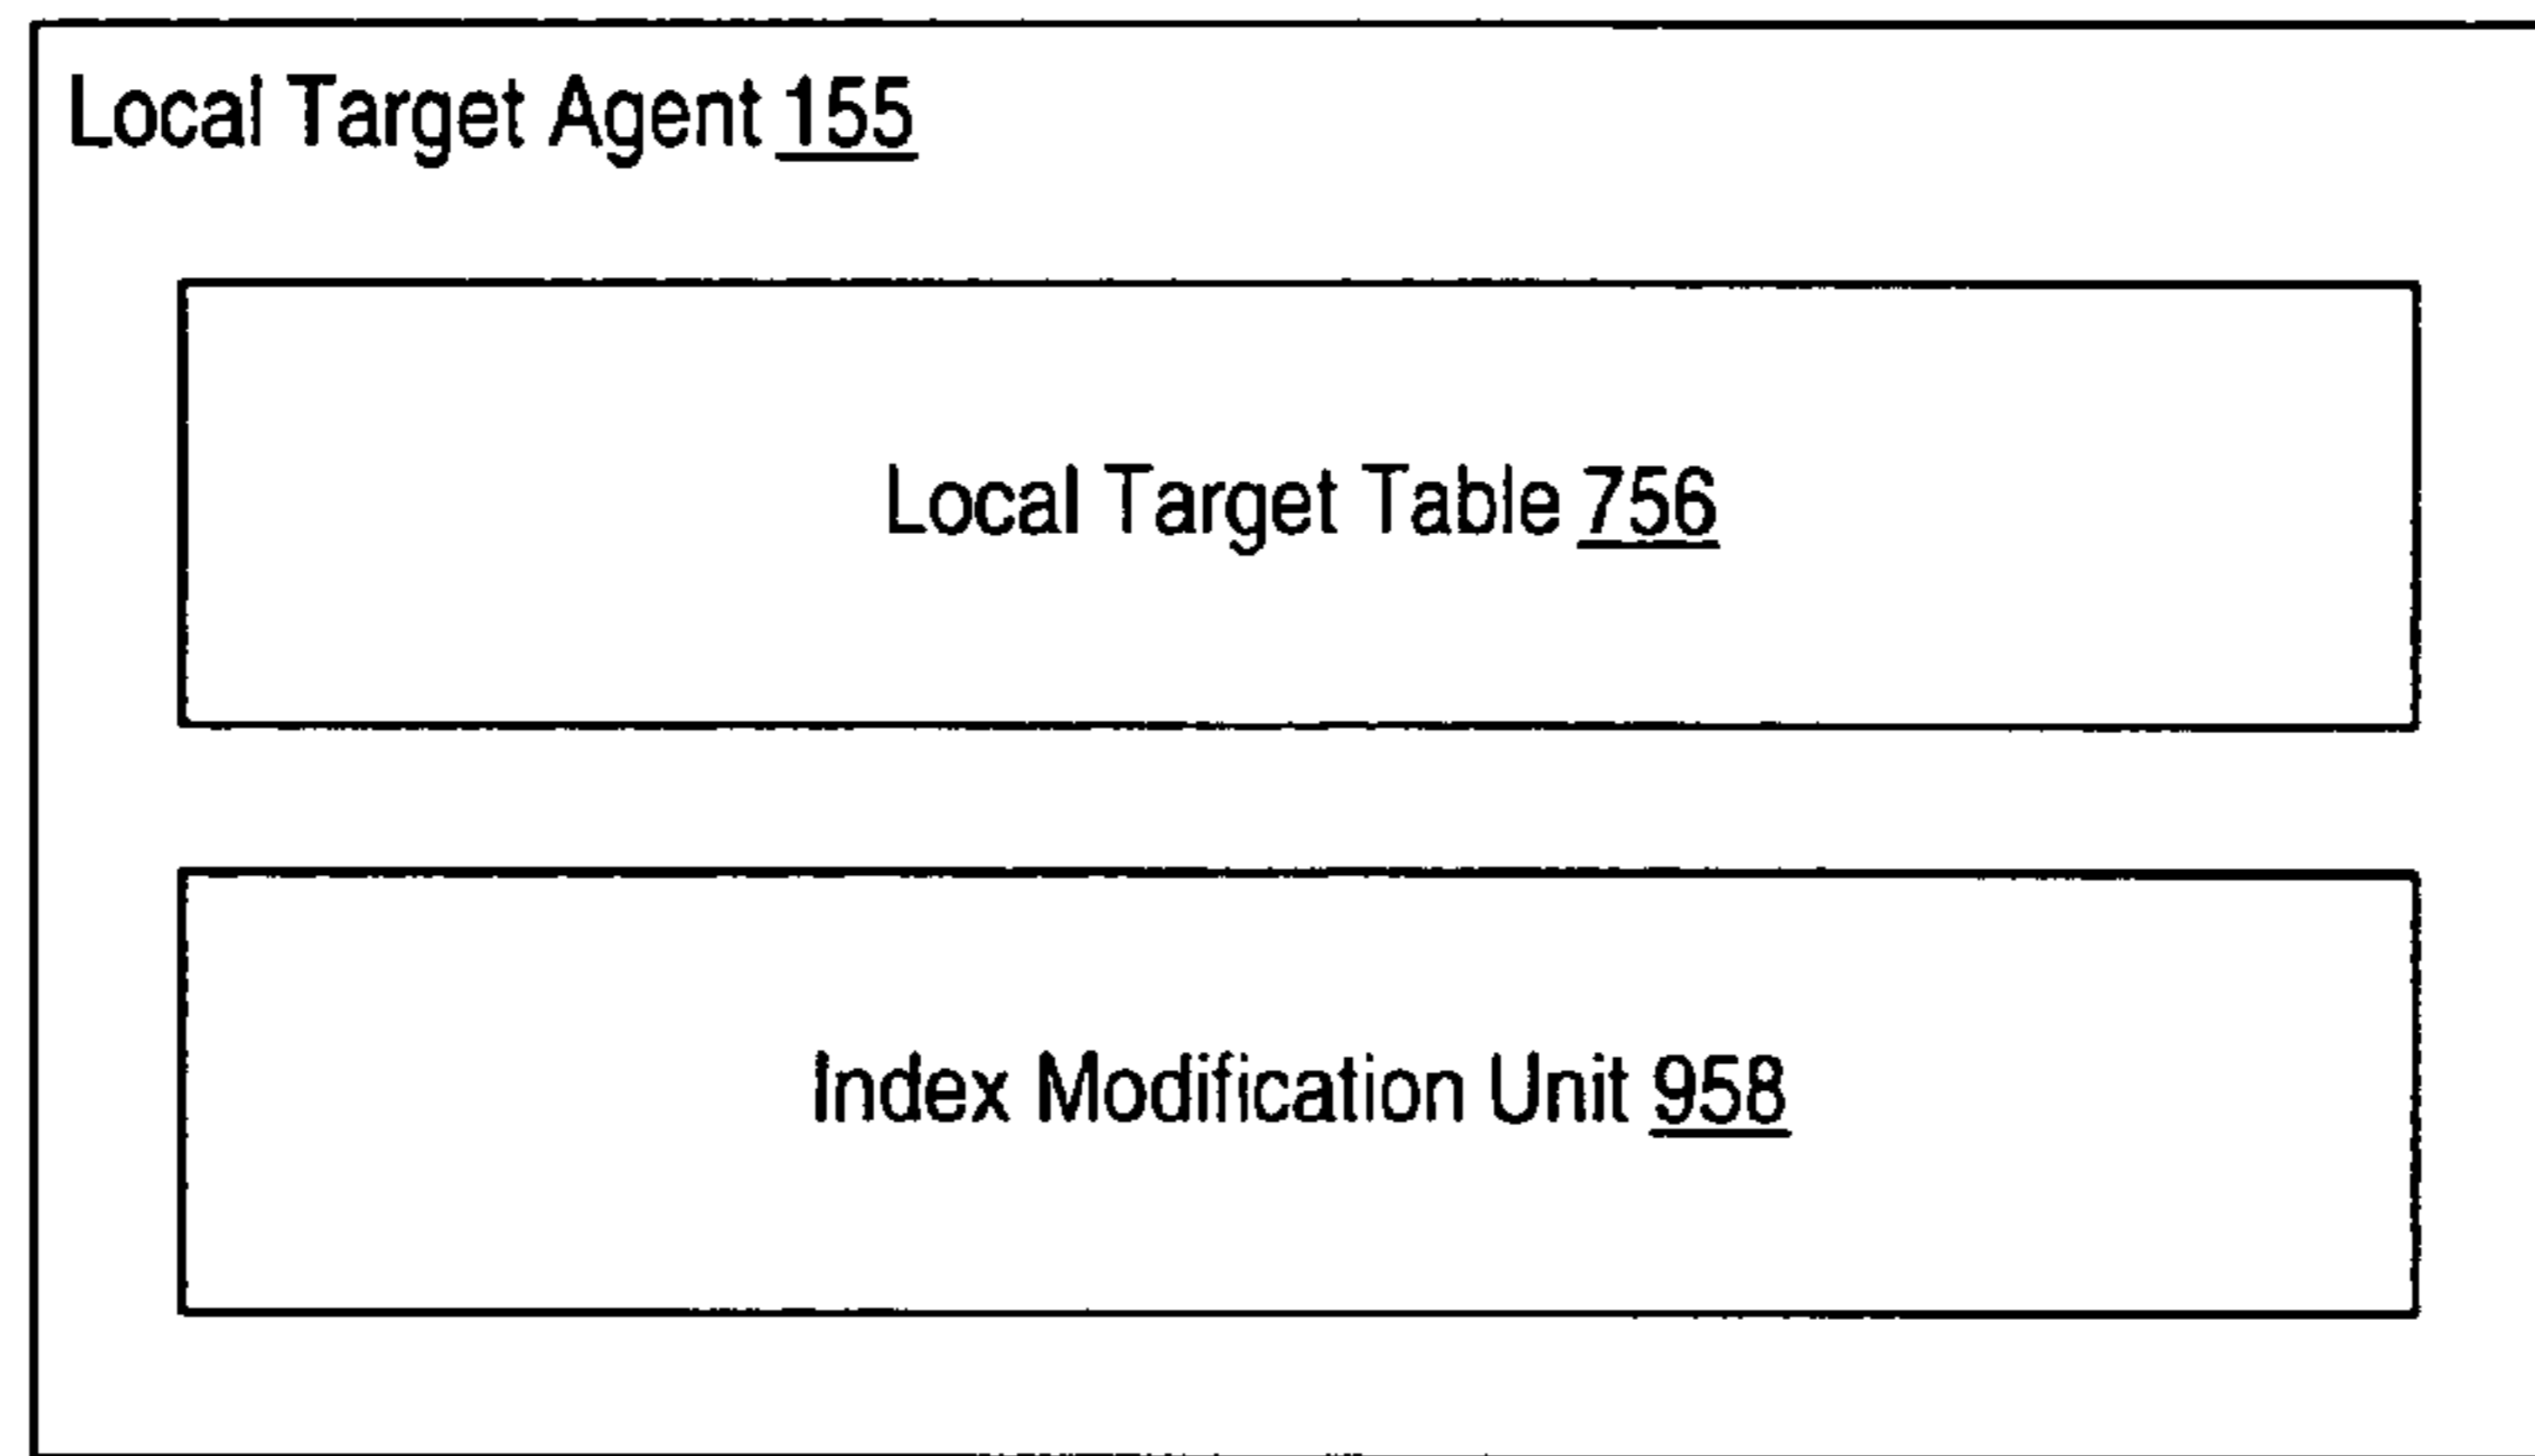 Local Target Agent 155
Local Target Table 756
Index Modification Unit 958